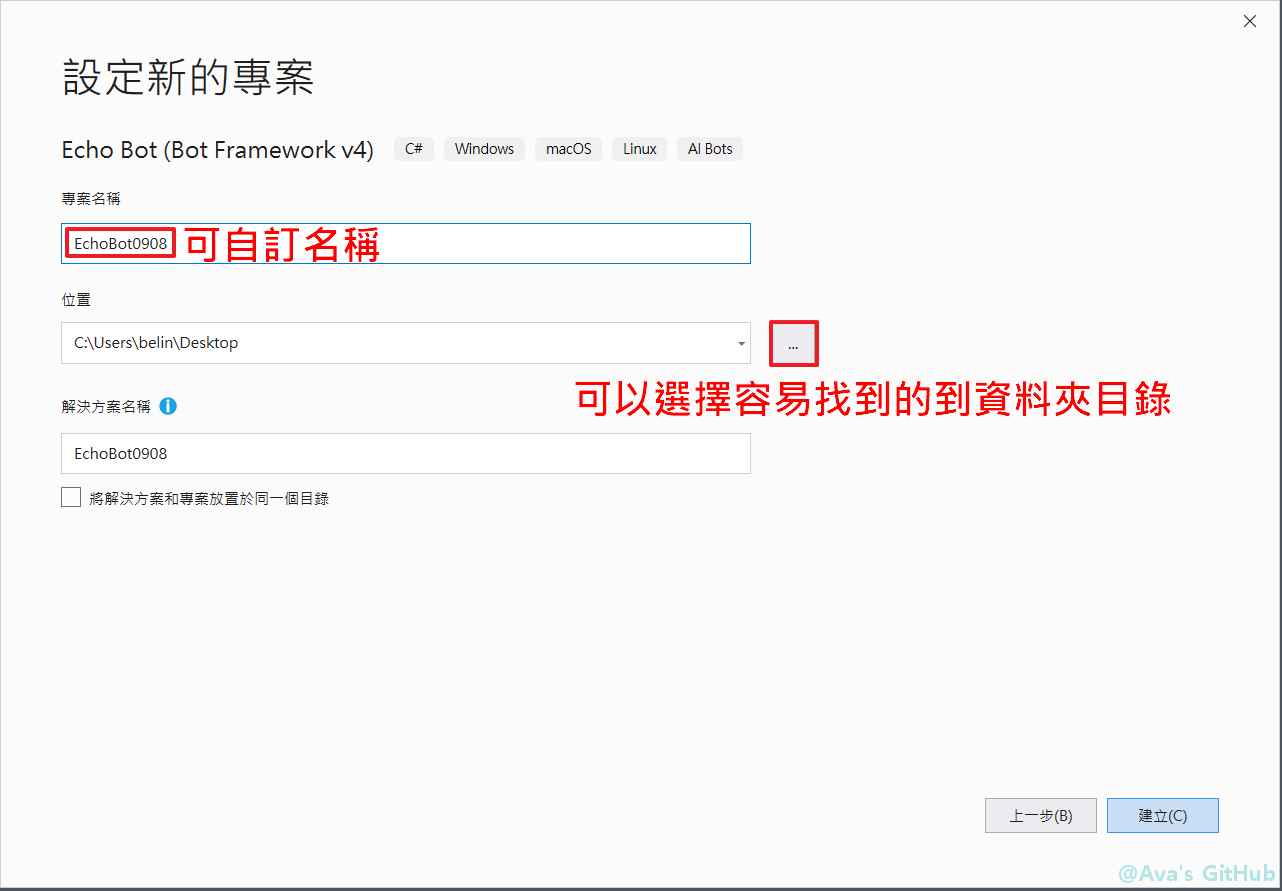 設定新的專案
Echo Bot (Bot Framework v4) C# Windows macOS Linux AI Bots
專案名稱
EchoBot0908 可自訂名稱
位置
C:\Users\belin\Desktop ...
可以選擇容易找到的到資料夾目錄
解決方案名稱
EchoBot0908
將解決方案和專案放置於同一個目錄
上一步(B) 建立(C)
@Ava's GitHub